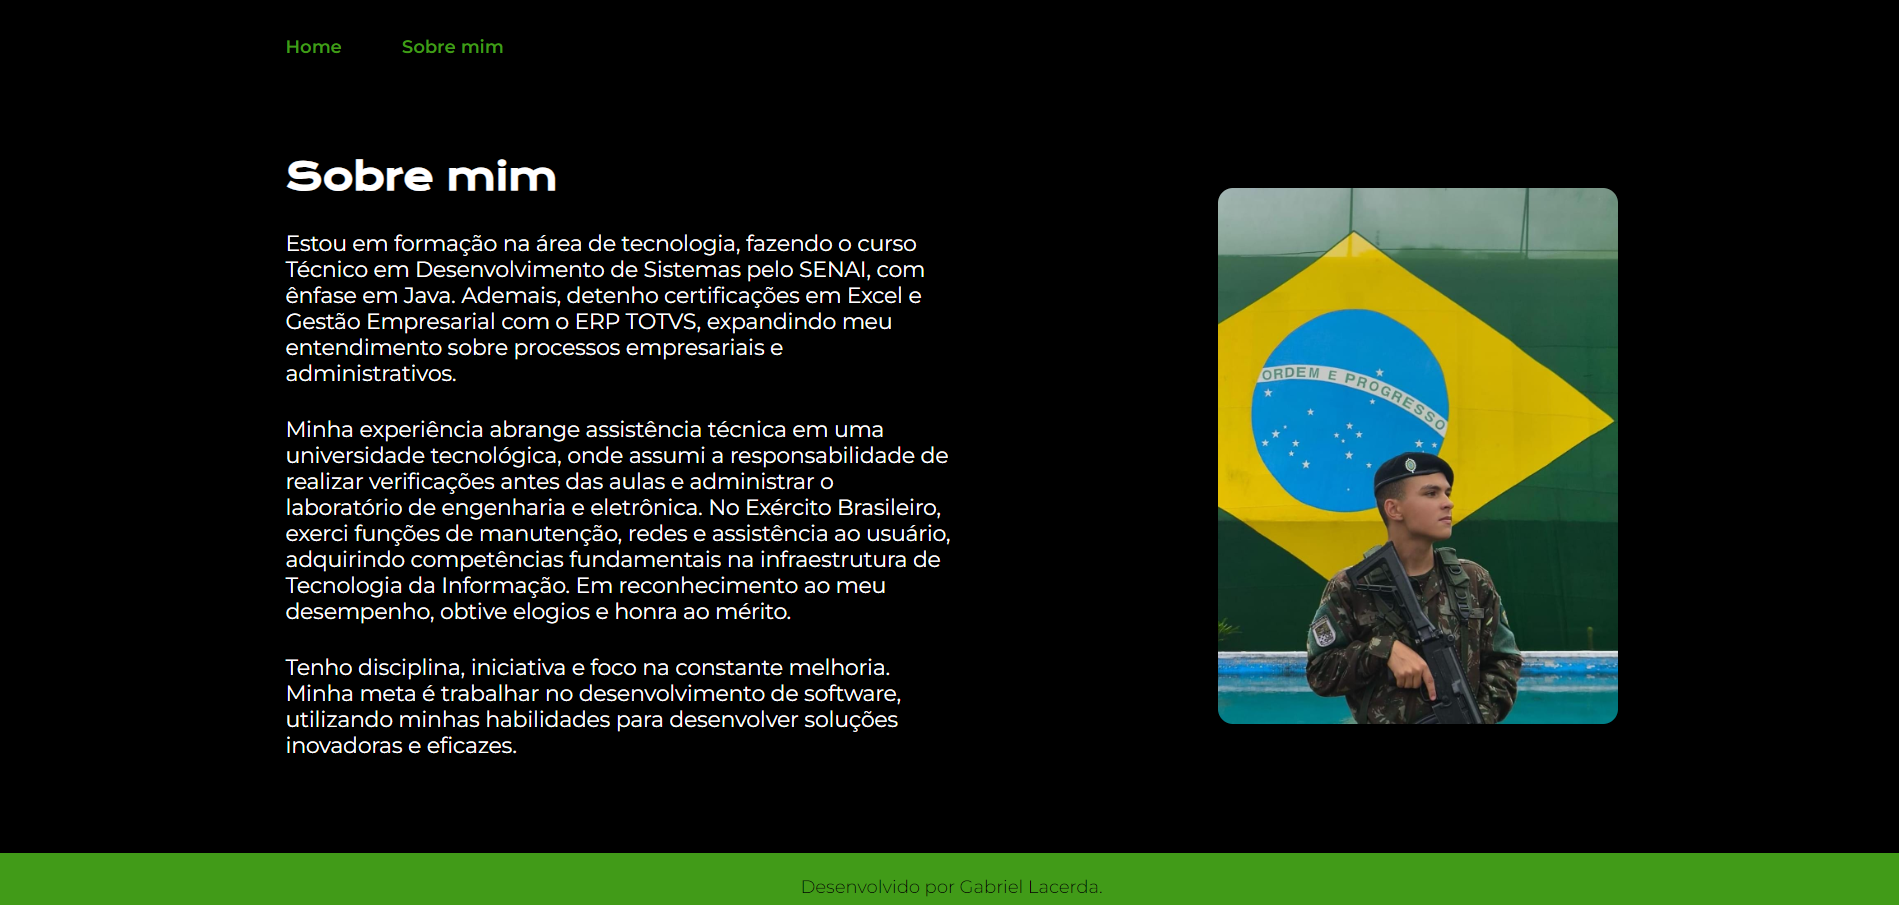 Home
Sobre mim
Sobre mim
Estou em formação na área de tecnologia, fazendo o curso
Técnico em Desenvolvimento de Sistemas pelo SENAI, com
ênfase em Java. Ademais, detenho certificações em Excel e
Gestão Empresarial com o ERP TOTVS, expandindo meu
entendimento sobre processos empresariais e
administrativos.
Minha experiência abrange assistência técnica em uma
universidade tecnológica, onde assumi a responsabilidade de
realizar verificações antes das aulas e administrar o
laboratório de engenharia e eletrônica. No Exército Brasileiro,
exerci funções de manutenção, redes e assistência ao usuário,
adquirindo competências fundamentais na infraestrutura de
Tecnologia da Informação. Em reconhecimento ao meu
desempenho, obtive elogios e honra ao mérito.
Tenho disciplina, iniciativa e foco na constante melhoria.
Minha meta é trabalhar no desenvolvimento de software,
utilizando minhas habilidades para desenvolver soluções
inovadoras e eficazes.
ORDEM E PROGRESSO
Desenvolvido por Gabriel Lacerda.